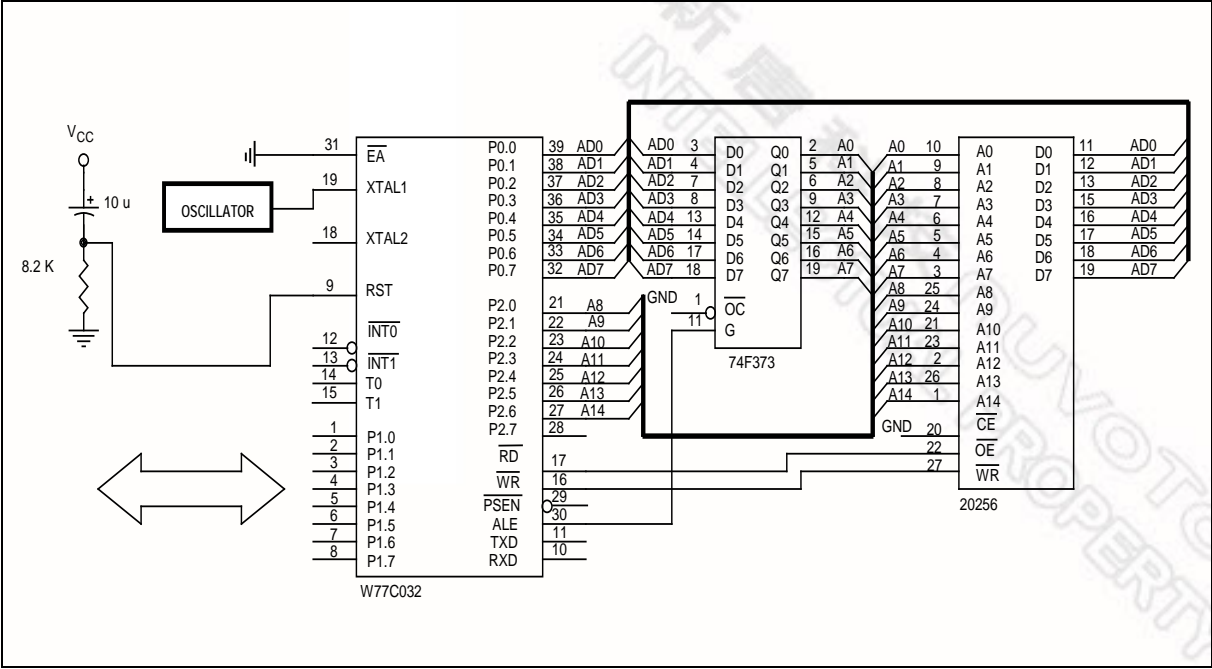 VCC
10 u
8.2 K
OSCILLATOR
31 EA
19 XTAL1
18 XTAL2
9 RST
12 INT0
13 INT1
14 T0
15 T1
1 P1.0
2 P1.1
3 P1.2
4 P1.3
5 P1.4
6 P1.5
7 P1.6
8 P1.7
P0.0 39 AD0
P0.1 38 AD1
P0.2 37 AD2
P0.3 36 AD3
P0.4 35 AD4
P0.5 34 AD5
P0.6 33 AD6
P0.7 32 AD7
P2.0 21 A8
P2.1 22 A9
P2.2 23 A10
P2.3 24 A11
P2.4 25 A12
P2.5 26 A13
P2.6 27 A14
P2.7 28
RD 17
WR 16
PSEN 29
ALE 30
TXD 11
RXD 10
W77C032
AD0 3 D0 Q0 2 A0
AD1 4 D1 Q1 5 A1
AD2 7 D2 Q2 6 A2
AD3 8 D3 Q3 9 A3
AD4 13 D4 Q4 12 A4
AD5 14 D5 Q5 15 A5
AD6 17 D6 Q6 16 A6
AD7 18 D7 Q7 19 A7
GND 1 OC
11 G
74F373
A0 10 A0 D0 11 AD0
A1 9 A1 D1 12 AD1
A2 8 A2 D2 13 AD2
A3 7 A3 D3 15 AD3
A4 6 A4 D4 16 AD4
A5 5 A5 D5 17 AD5
A6 4 A6 D6 18 AD6
A7 3 A7 D7 19 AD7
A8 25 A8
A9 24 A9
A10 21 A10
A11 23 A11
A12 2 A12
A13 26 A13
A14 1 A14
GND 20 CE
22 OE
27 WR
20256